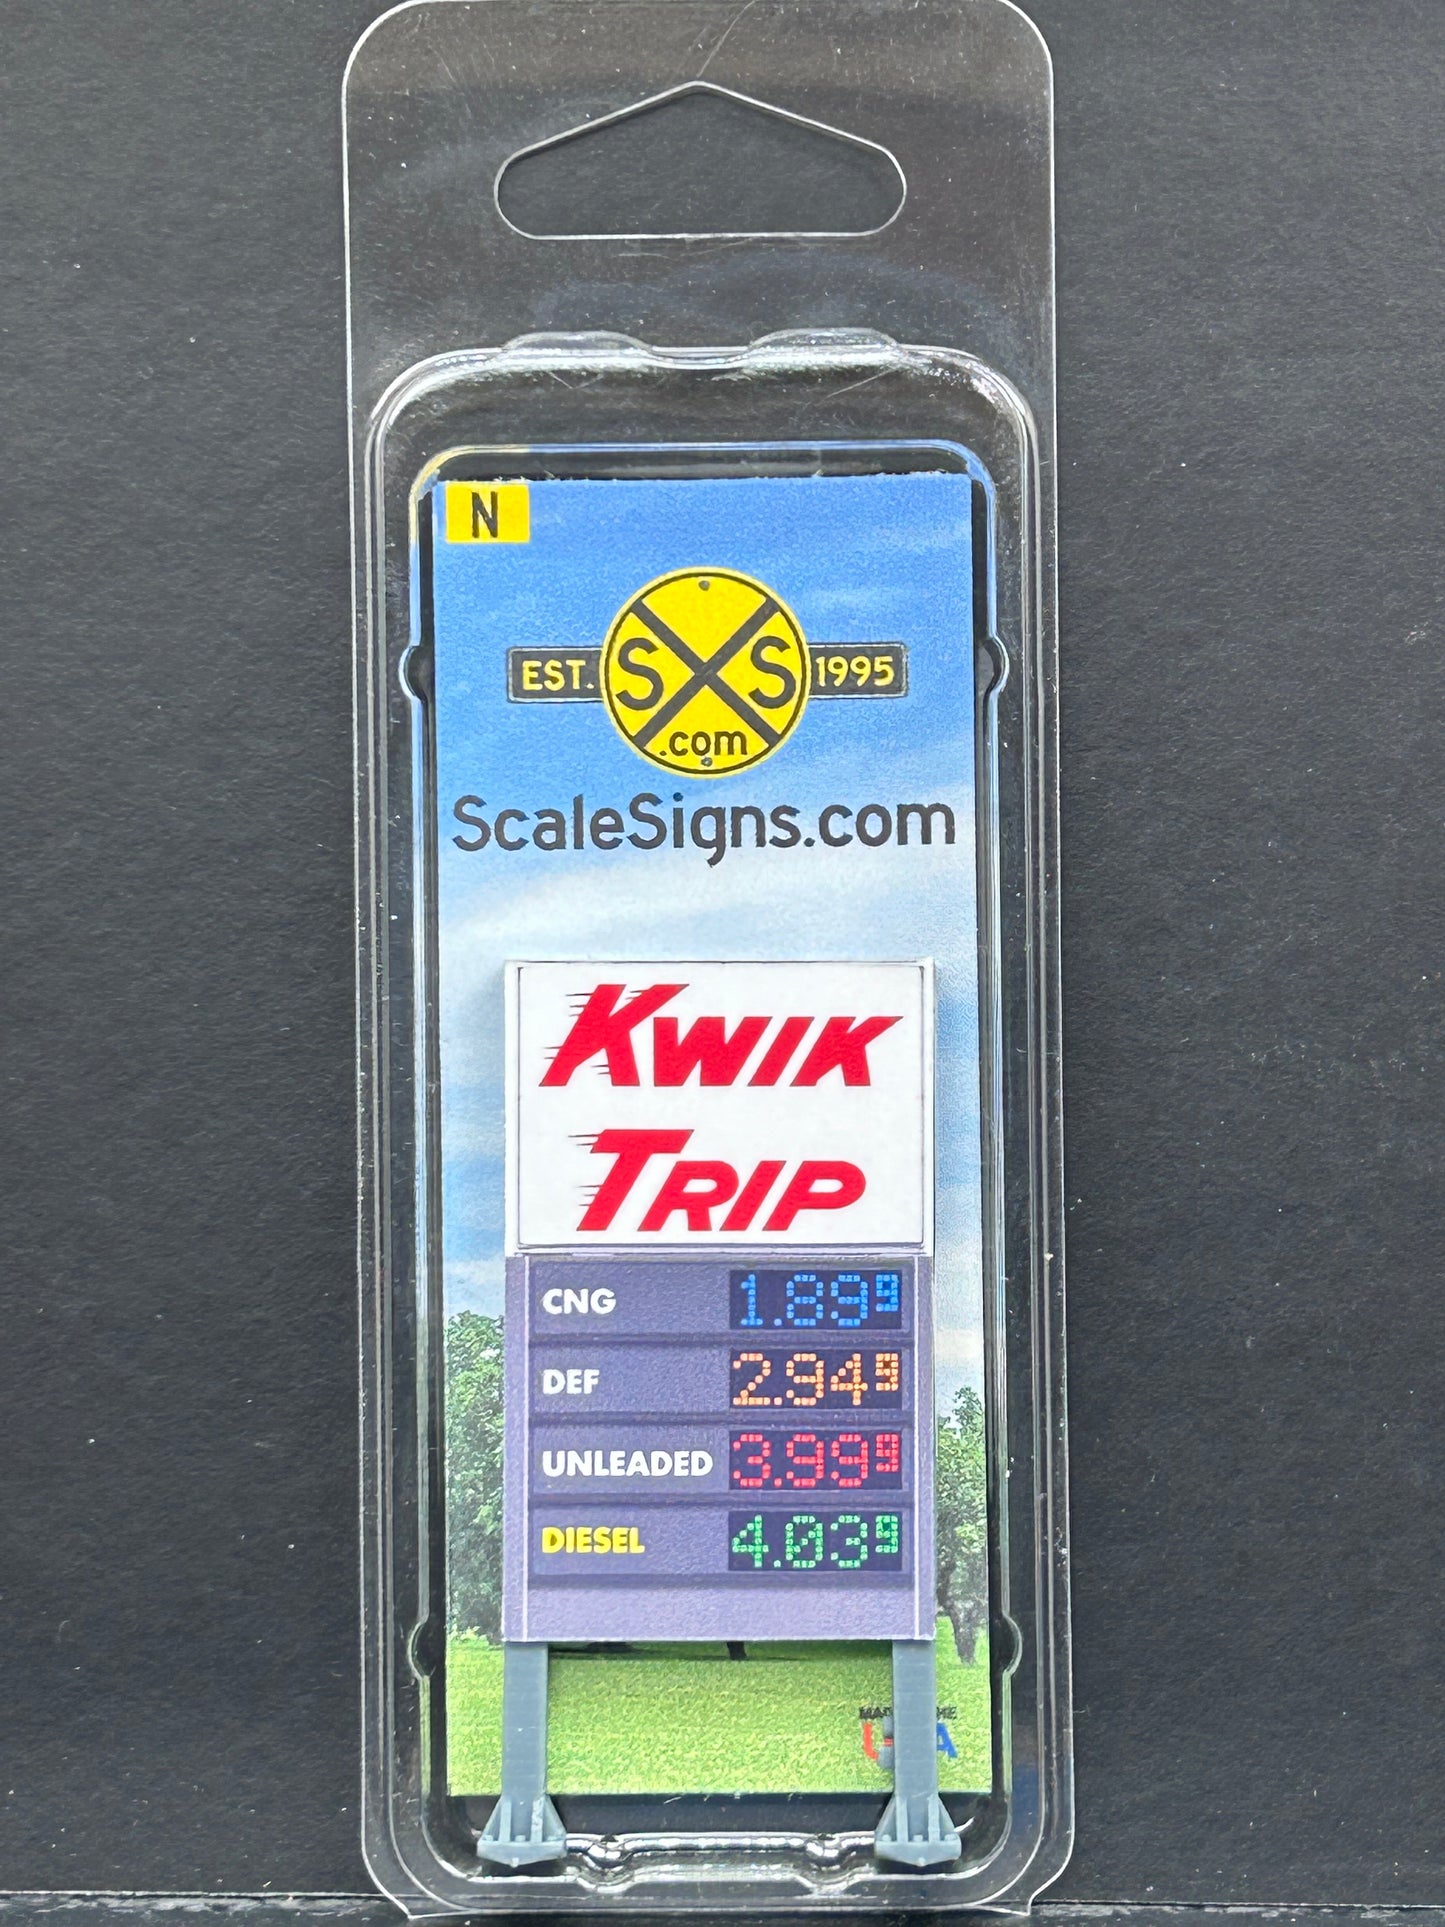 N
EST. S S 1995
.com
ScaleSigns.com
KWIK
TRIP
CNG 1.89⁹
DEF 2.94⁹
UNLEADED 3.99⁹
DIESEL 4.03⁹